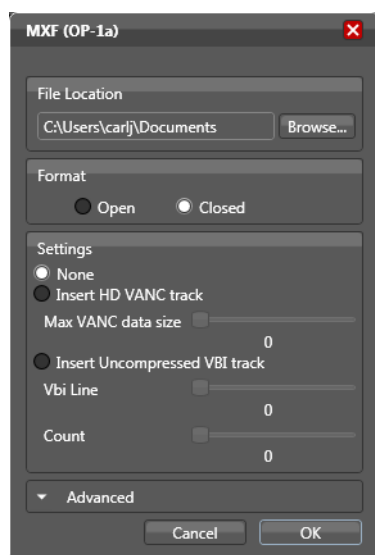 MXF (OP-1a)
File Location
C:\Users\carlj\Documents Browse...
Format
Open Closed
Settings
None
Insert HD VANC track
Max VANC data size
0
Insert Uncompressed VBI track
Vbi Line
0
Count
0
Advanced
Cancel OK